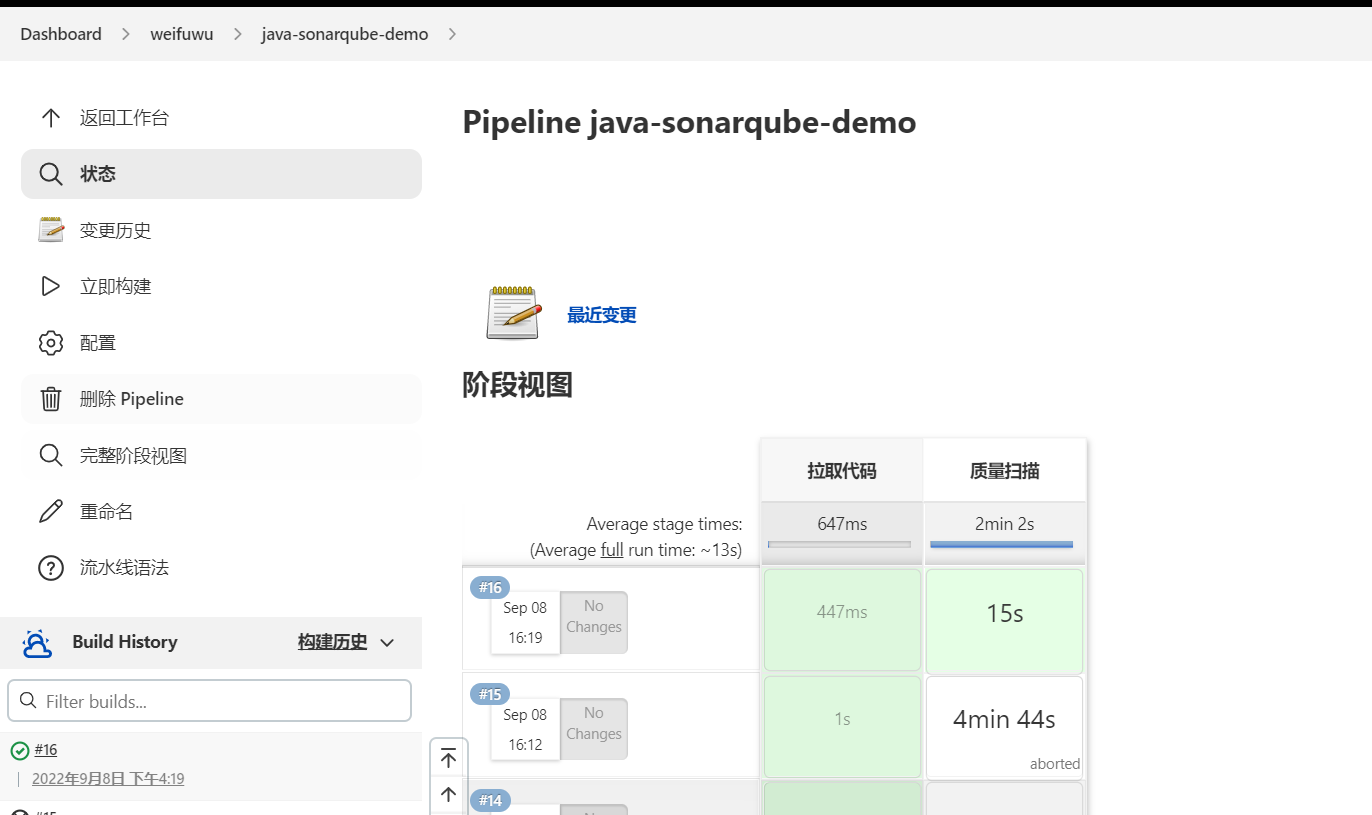 Dashboard
weifuwu
java-sonarqube-demo
返回工作台
状态
变更历史
立即构建
配置
删除 Pipeline
完整阶段视图
重命名
流水线语法
Build History
构建历史
Filter builds...
#16
2022年9月8日 下午4:19
#15
Pipeline java-sonarqube-demo
最近变更
阶段视图
拉取代码
质量扫描
Average stage times:
(Average full run time: ~13s)
647ms
2min 2s
#16
Sep 08
16:19
No
Changes
447ms
15s
#15
Sep 08
16:12
No
Changes
1s
4min 44s
aborted
#14